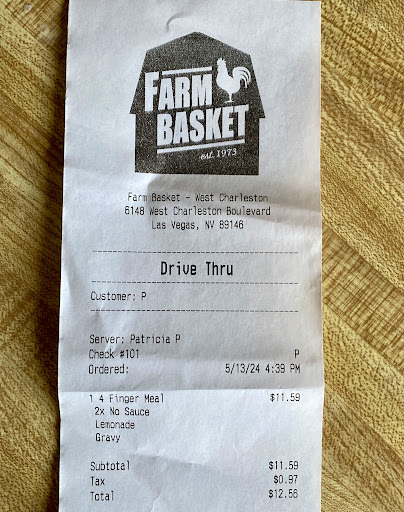 FARM
BASKET
est. 1973
Farm Basket - West Charleston
6148 West Charleston Boulevard
Las Vegas, NV 89146
Drive Thru
Customer: P
Server: Patricia P
Check #101 P
Ordered: 5/13/24 4:39 PM
1 4 Finger Meal $11.59
2x No Sauce
Lemonade
Gravy
Subtotal $11.59
Tax $0.97
Total $12.56